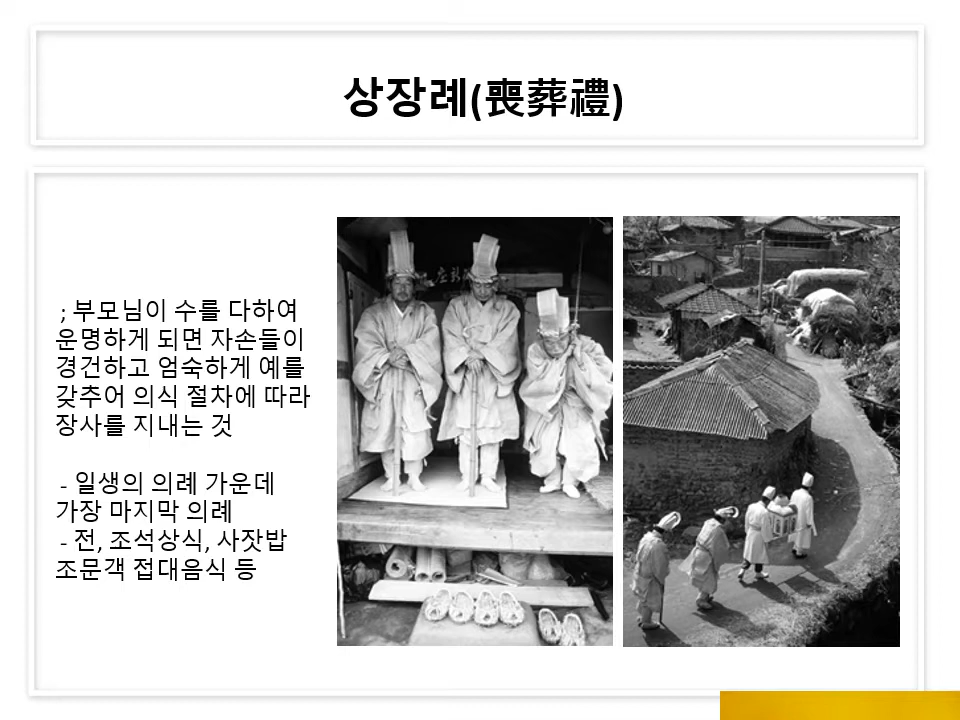 상장례(喪葬禮)
; 부모님이 수를 다하여
운명하게 되면 자손들이
경건하고 엄숙하게 예를
갖추어 의식 절차에 따라
장사를 지내는 것
- 일생의 의례 가운데
가장 마지막 의례
- 전, 조석상식, 사잣밥
조문객 접대음식 등